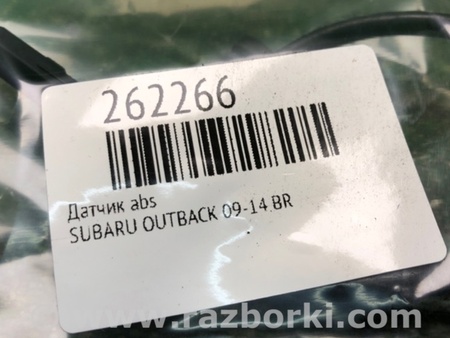 262266
Датчик abs
SUBARU OUTBACK 09-14 BR
www.razborki.com